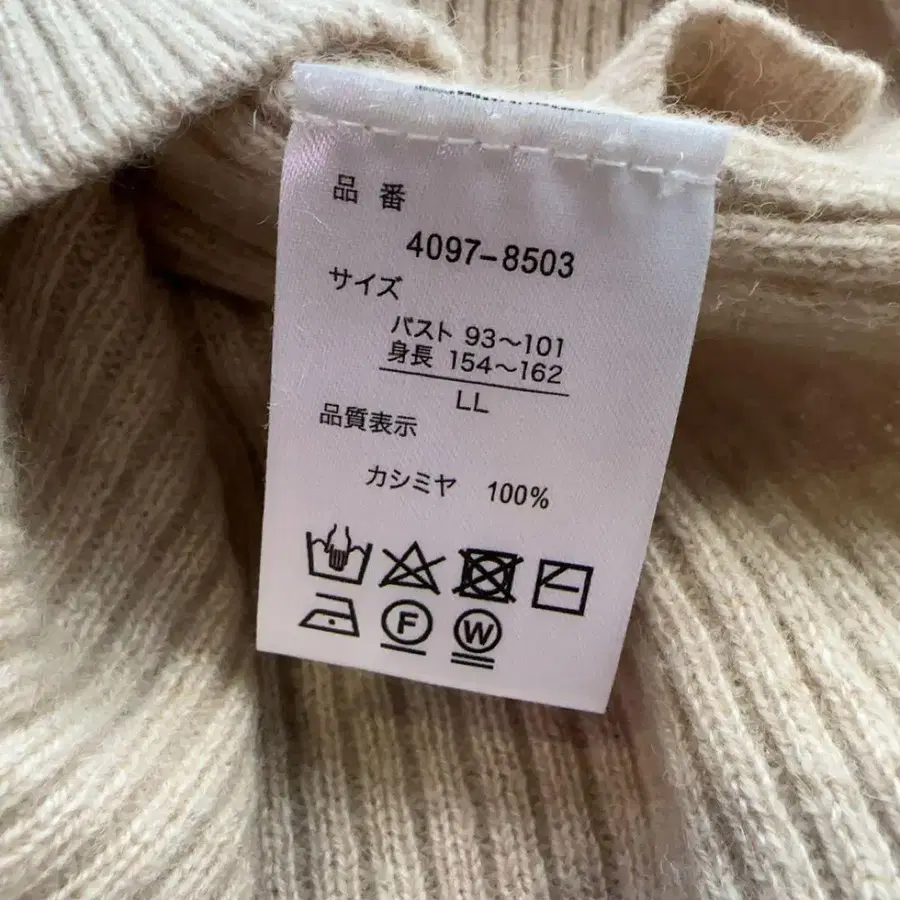 品 番
4097-8503
サイズ
バスト 93～101
身長 154～162
LL
品質表示
カシミヤ 100%
F W